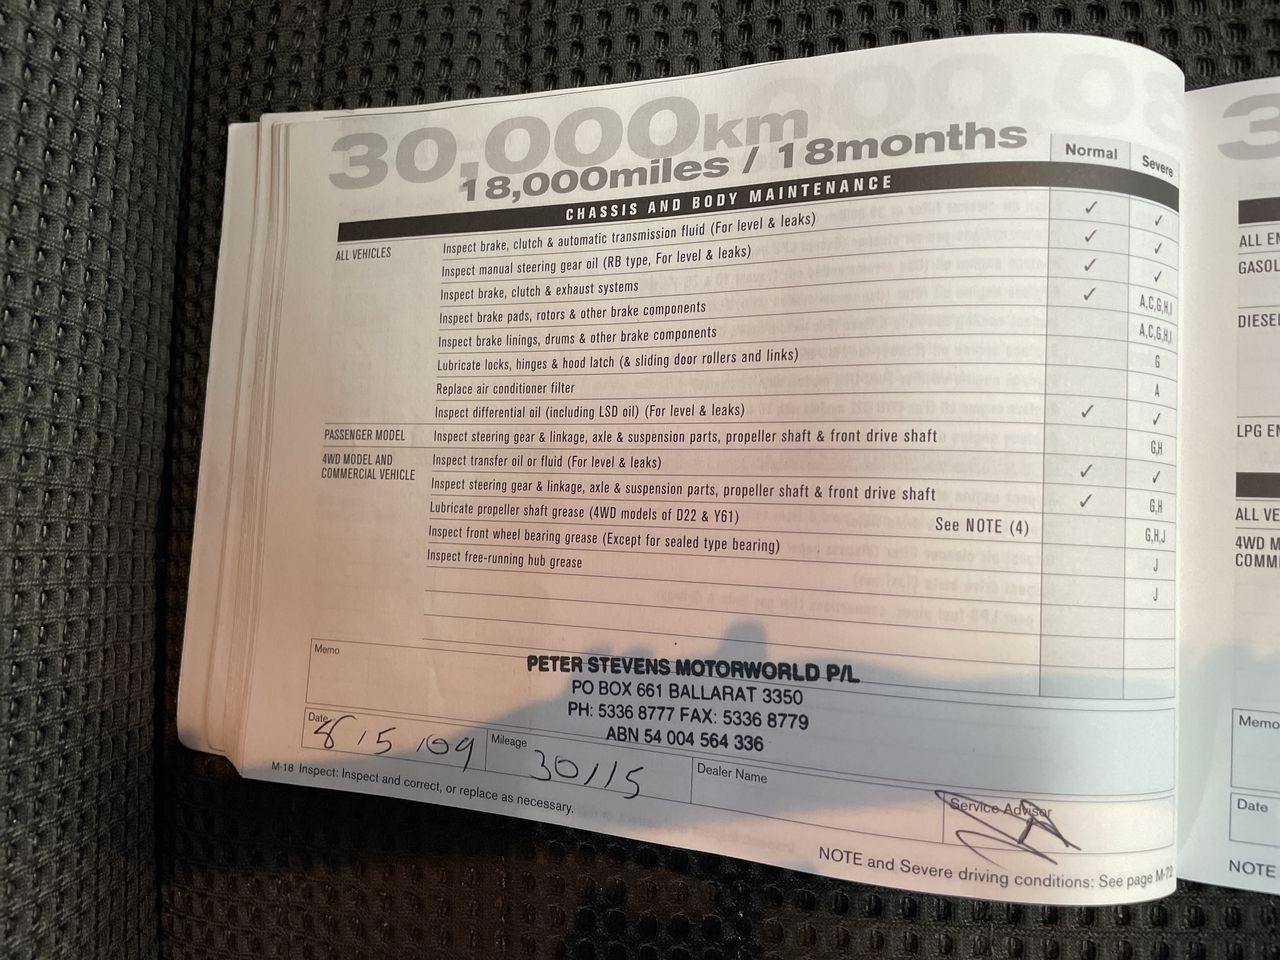 30,000km
18,000miles / 18months
Normal
Severe
CHASSIS AND BODY MAINTENANCE
ALL VEHICLES
Inspect brake, clutch & automatic transmission fluid (For level & leaks) ✓ ✓
Inspect manual steering gear oil (RB type, For level & leaks) ✓ ✓
Inspect brake, clutch & exhaust systems ✓ ✓
Inspect brake pads, rotors & other brake components ✓ A,C,G,H,I
Inspect brake linings, drums & other brake components A,C,G,H,I
Lubricate locks, hinges & hood latch (& sliding door rollers and links) G
Replace air conditioner filter A
Inspect differential oil (including LSD oil) (For level & leaks) ✓ ✓
PASSENGER MODEL
Inspect steering gear & linkage, axle & suspension parts, propeller shaft & front drive shaft G,H
4WD MODEL AND
COMMERCIAL VEHICLE
Inspect transfer oil or fluid (For level & leaks) ✓ ✓
Inspect steering gear & linkage, axle & suspension parts, propeller shaft & front drive shaft ✓ G,H
Lubricate propeller shaft grease (4WD models of D22 & Y61) See NOTE (4) G,H,J
Inspect front wheel bearing grease (Except for sealed type bearing) J
Inspect free-running hub grease J
Memo
PETER STEVENS MOTORWORLD P/L
PO BOX 661 BALLARAT 3350
PH: 5336 8777 FAX: 5336 8779
ABN 54 004 564 336
Date 8/5/09
Mileage 30115
Dealer Name
Service Advisor
M-18 Inspect: Inspect and correct, or replace as necessary.
NOTE and Severe driving conditions: See page M-72
3
ALL EN
GASOL
DIESEL
LPG EN
ALL VE
4WD M
COMM
Memo
Date
NOTE